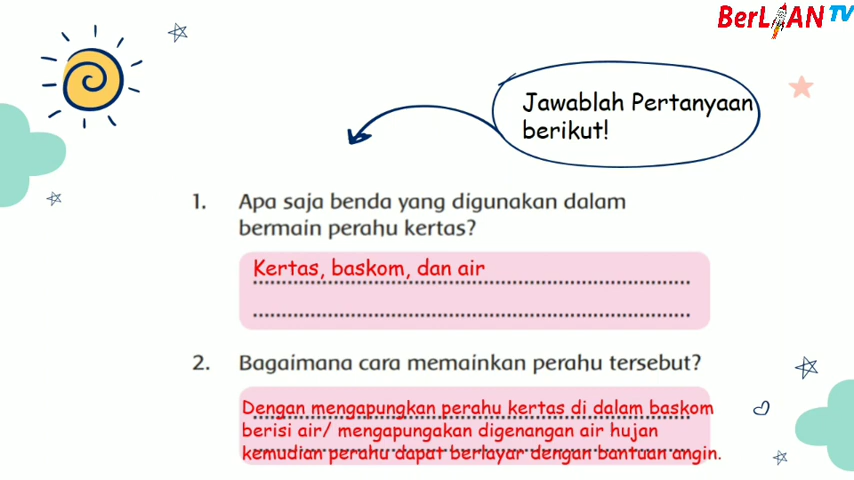 BerLIAN TV
Jawablah Pertanyaan
berikut!
1. Apa saja benda yang digunakan dalam
bermain perahu kertas?
Kertas, baskom, dan air
2. Bagaimana cara memainkan perahu tersebut?
Dengan mengapungkan perahu kertas di dalam baskom
berisi air/ mengapungakan digenangan air hujan
kemudian perahu dapat berlayar dengan bantuan angin.